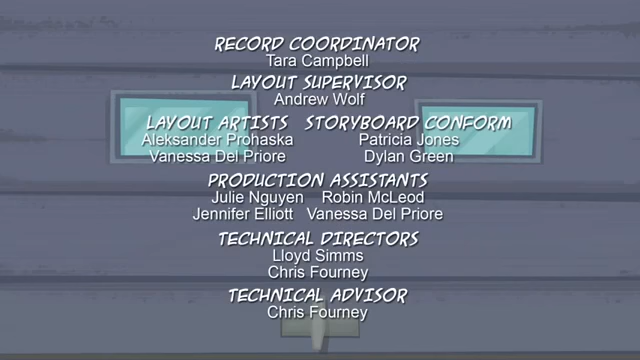 RECORD COORDINATOR
Tara Campbell
LAYOUT SUPERVISOR
Andrew Wolf
LAYOUT ARTISTS STORYBOARD CONFORM
Aleksander Prohaska Patricia Jones
Vanessa Del Priore Dylan Green
PRODUCTION ASSISTANTS
Julie Nguyen Robin McLeod
Jennifer Elliott Vanessa Del Priore
TECHNICAL DIRECTORS
Lloyd Simms
Chris Fourney
TECHNICAL ADVISOR
Chris Fourney